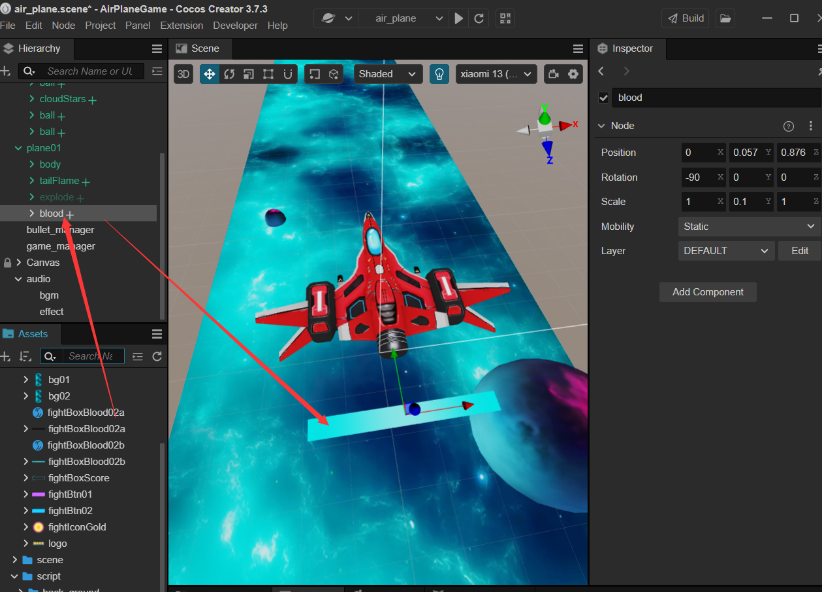 air_plane.scene* - AirPlaneGame - Cocos Creator 3.7.3
File Edit Node Project Panel Extension Developer Help
air_plane
Build
Hierarchy
Search Name or UU
ball
cloudStars
ball
ball
plane01
body
tailFlame
explode
blood
bullet_manager
game_manager
Canvas
audio
bgm
effect
Assets
Search Na
bg01
bg02
fightBoxBlood02a
fightBoxBlood02a
fightBoxBlood02b
fightBoxBlood02b
fightBoxScore
fightBtn01
fightBtn02
fightIconGold
logo
scene
script
back_ground
Scene
3D
Shaded
xiaomi 13 (...
Y
X
Z
Inspector
blood
Node
Position 0 X 0.057 Y 0.876 Z
Rotation -90 X 0 Y 0 Z
Scale 1 X 0.1 Y 1 Z
Mobility Static
Layer DEFAULT Edit
Add Component